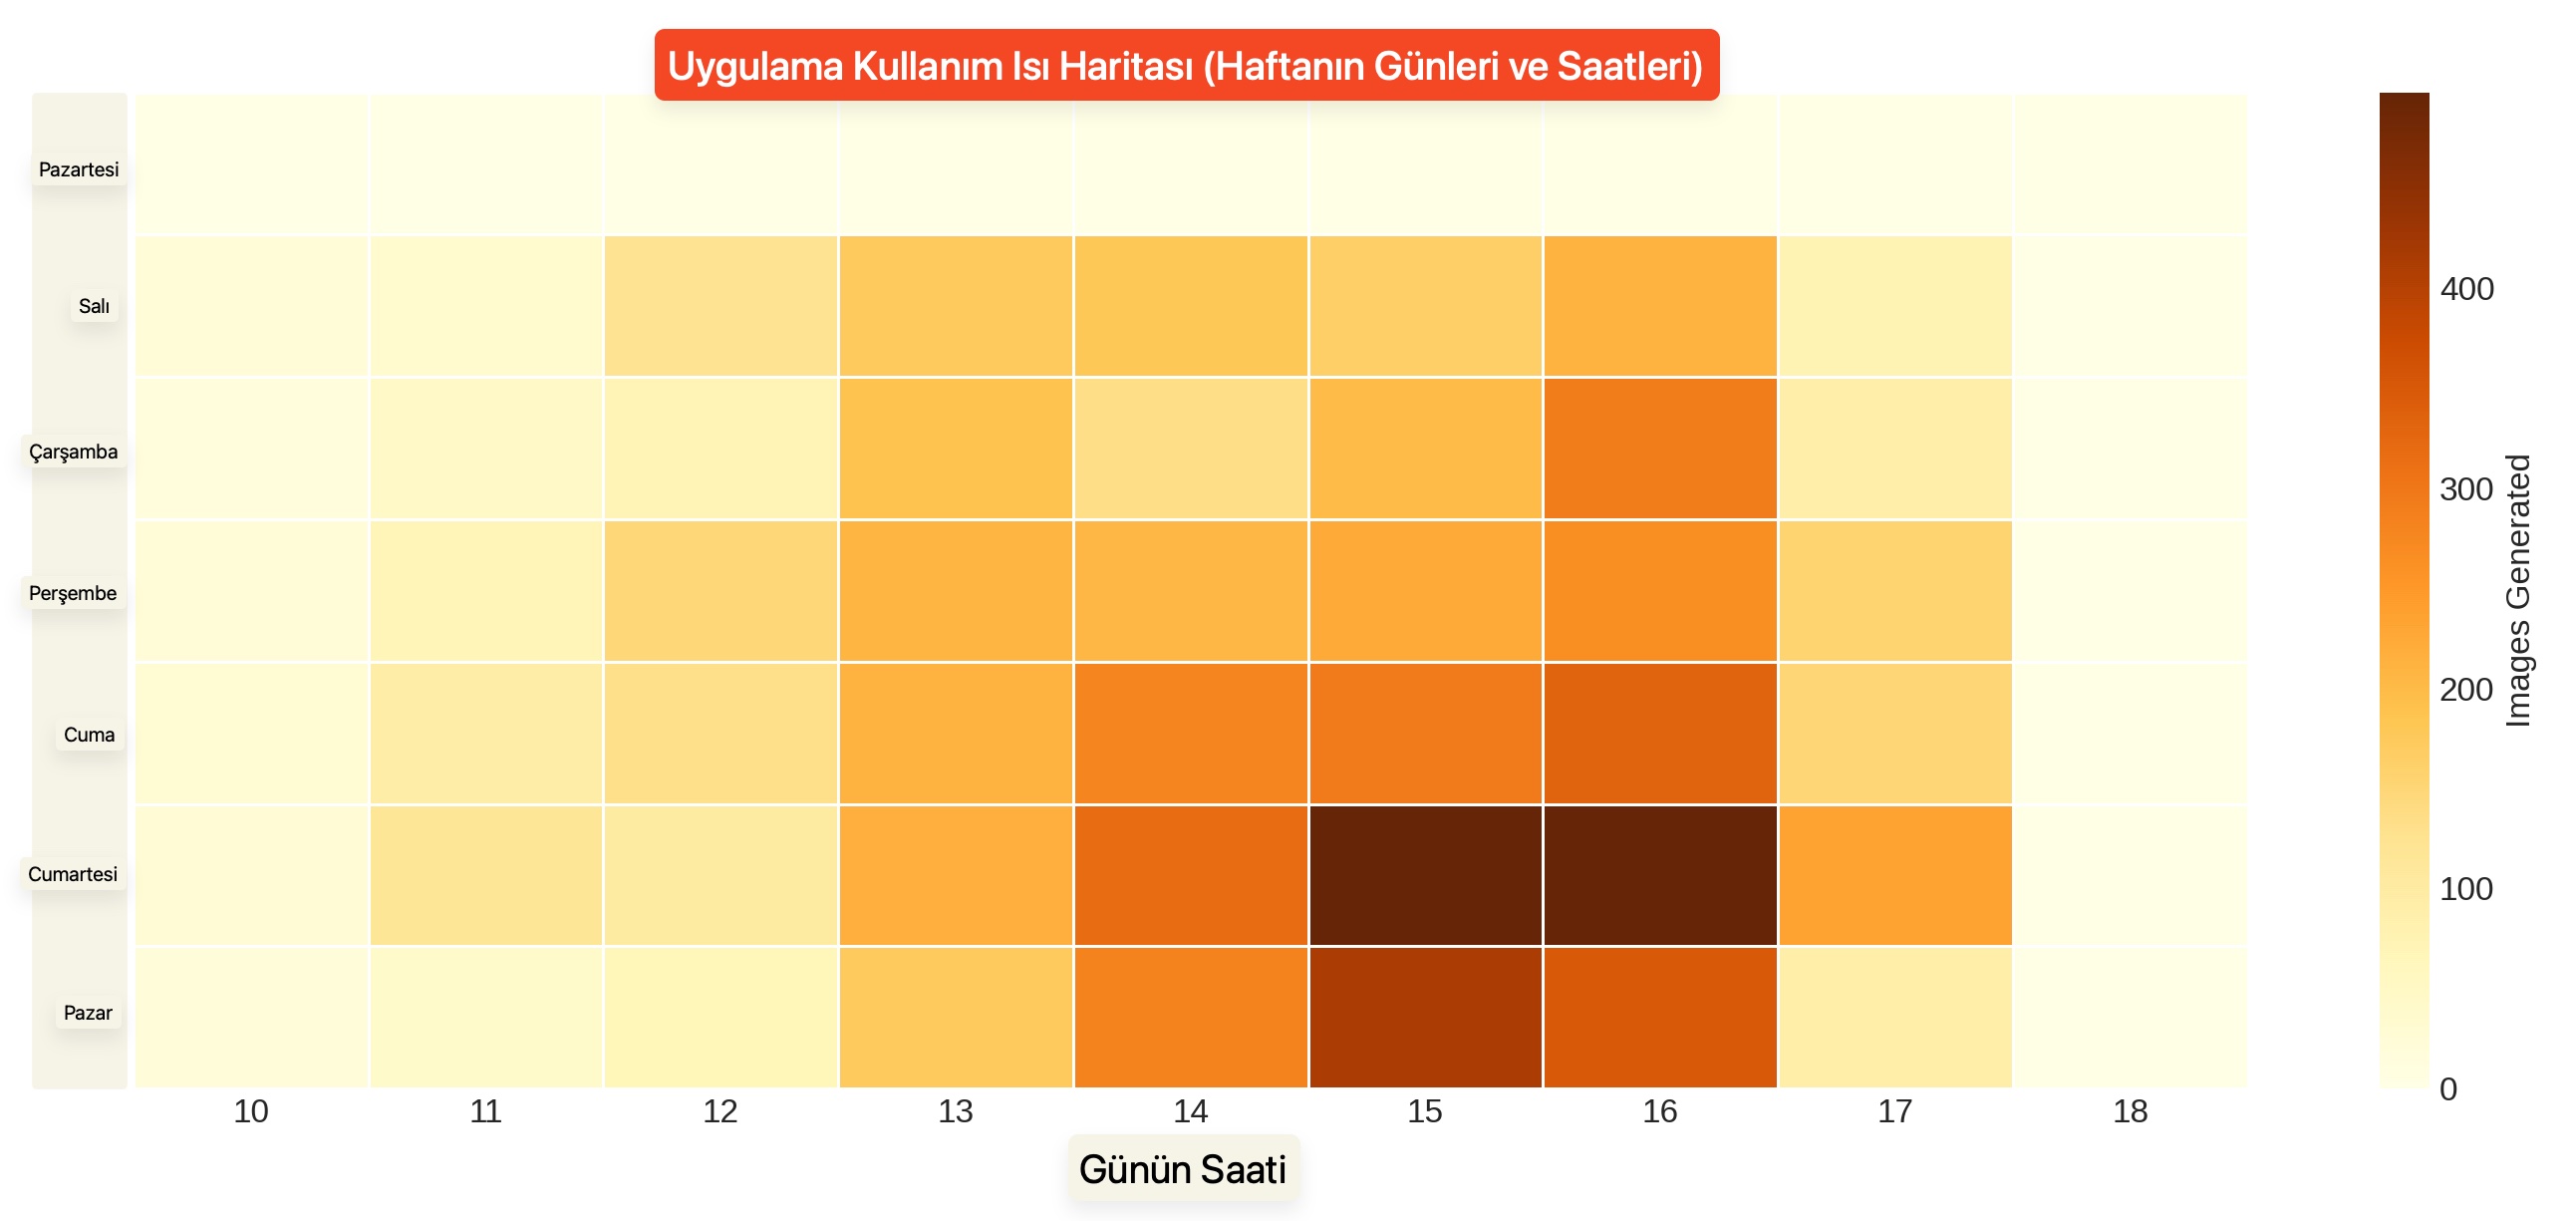 Uygulama Kullanım Isı Haritası (Haftanın Günleri ve Saatleri)
Pazartesi
Salı
Çarşamba
Perşembe
Cuma
Cumartesi
Pazar
10 11 12 13 14 15 16 17 18
Günün Saati
400
300
200
100
0
Images Generated